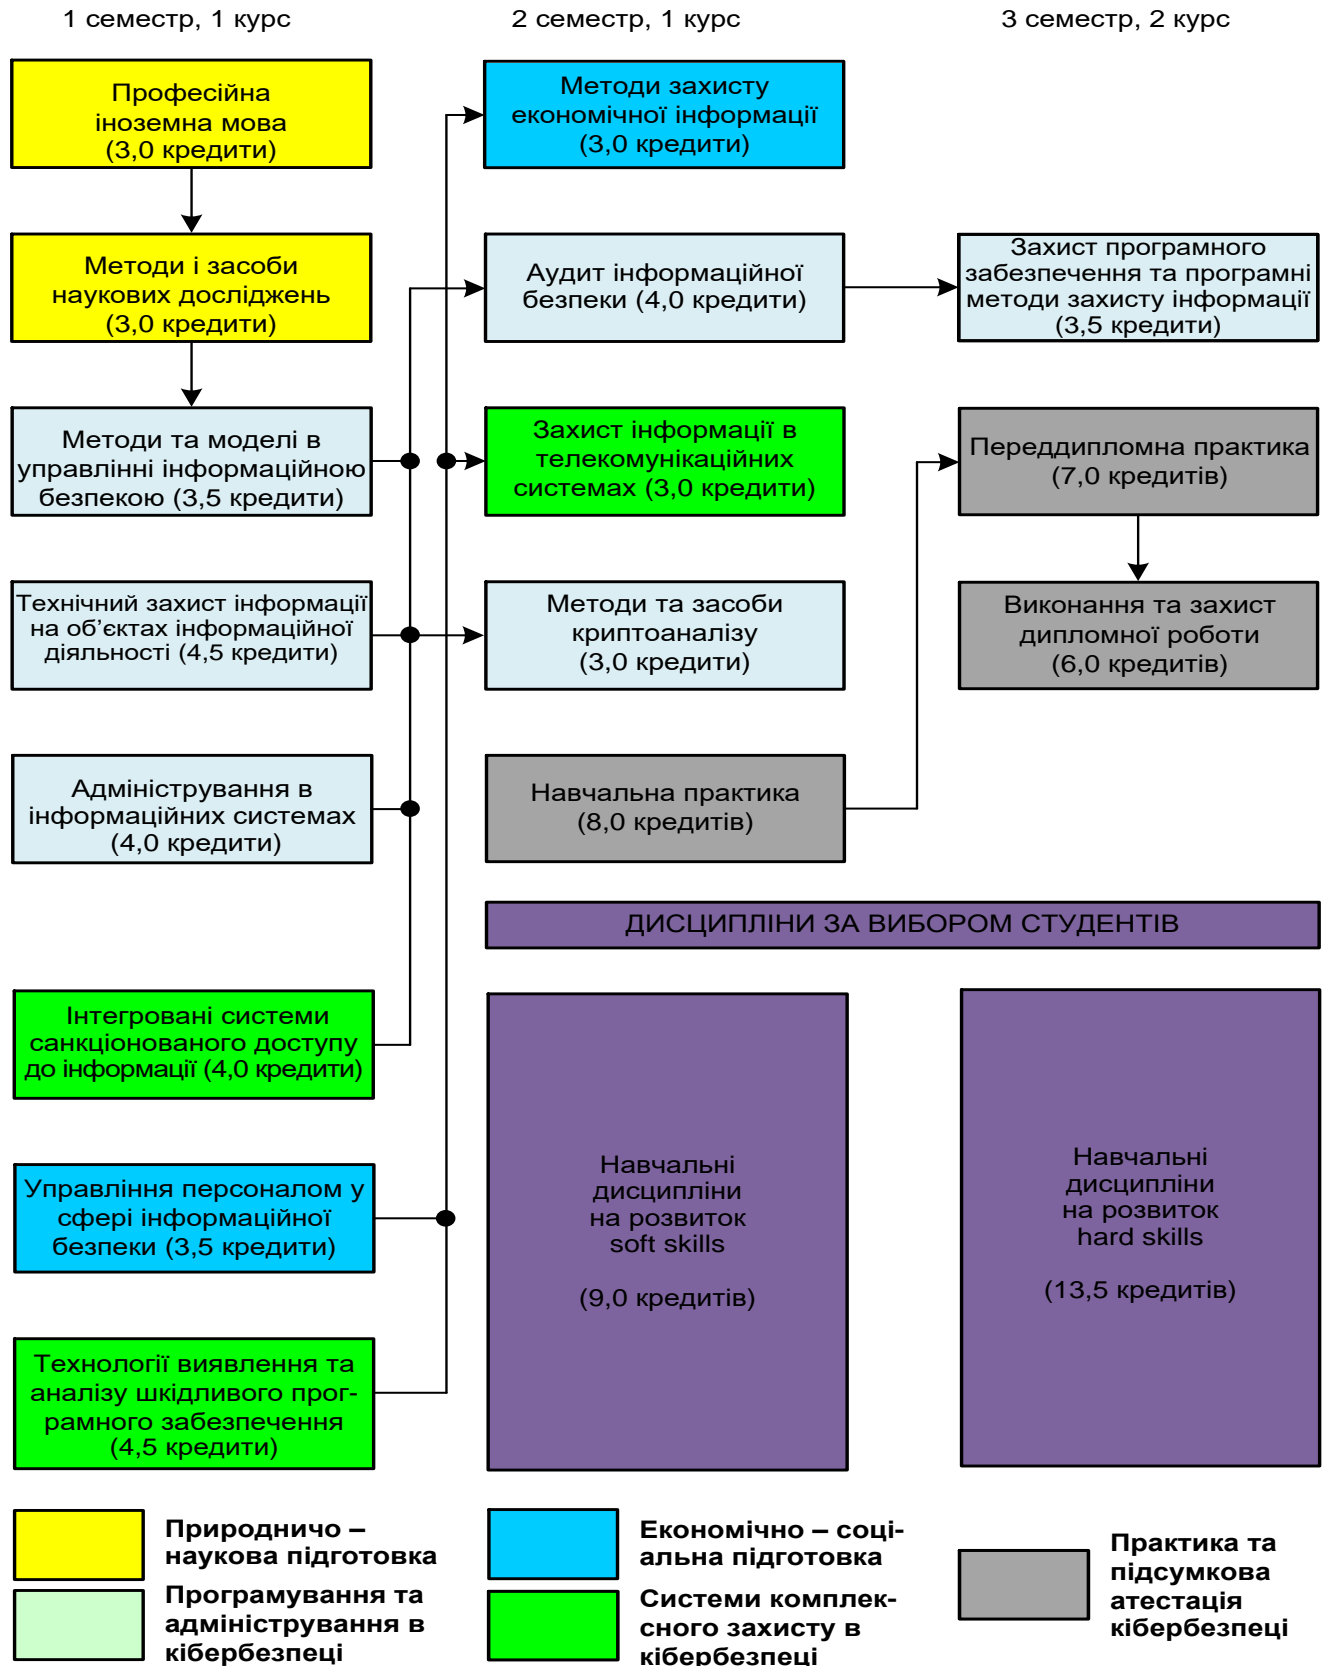 1 семестр, 1 курс
2 семестр, 1 курс
3 семестр, 2 курс
Професійна
іноземна мова
(3,0 кредити)
Методи і засоби
наукових досліджень
(3,0 кредити)
Методи та моделі в
управлінні інформаційною
безпекою (3,5 кредити)
Технічний захист інформації
на об’єктах інформаційної
діяльності (4,5 кредити)
Адміністрування в
інформаційних системах
(4,0 кредити)
Інтегровані системи
санкціонованого доступу
до інформації (4,0 кредити)
Управління персоналом у
сфері інформаційної
безпеки (3,5 кредити)
Технології виявлення та
аналізу шкідливого прог-
рамного забезпечення
(4,5 кредити)
Методи захисту
економічної інформації
(3,0 кредити)
Аудит інформаційної
безпеки (4,0 кредити)
Захист інформації в
телекомунікаційних
системах (3,0 кредити)
Методи та засоби
криптоаналізу
(3,0 кредити)
Навчальна практика
(8,0 кредитів)
Захист програмного
забезпечення та програмні
методи захисту інформації
(3,5 кредити)
Переддипломна практика
(7,0 кредитів)
Виконання та захист
дипломної роботи
(6,0 кредитів)
ДИСЦИПЛІНИ ЗА ВИБОРОМ СТУДЕНТІВ
Навчальні
дисципліни
на розвиток
soft skills
(9,0 кредитів)
Навчальні
дисципліни
на розвиток
hard skills
(13,5 кредитів)
Природничо –
наукова підготовка
Програмування та
адміністрування в
кібербезпеці
Економічно – соці-
альна підготовка
Системи комплек-
сного захисту в
кібербезпеці
Практика та
підсумкова
атестація
кібербезпеці